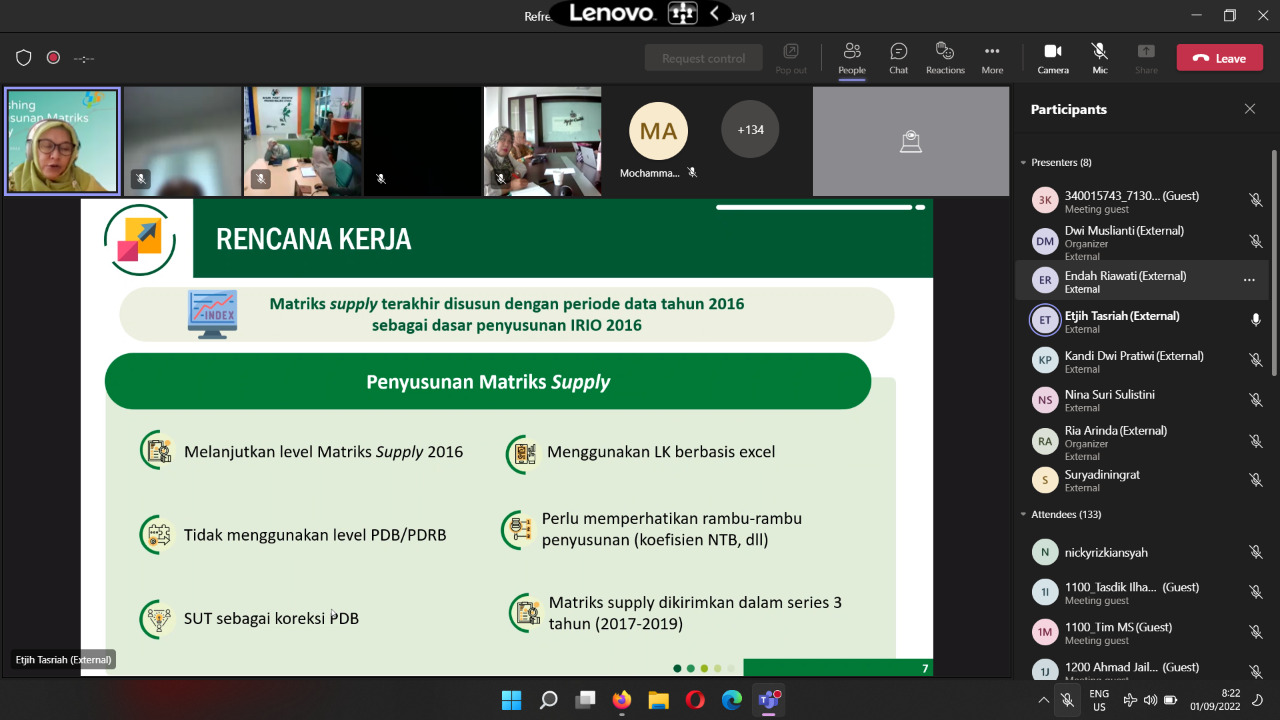 Refre
Lenovo
Day 1
--:--
Request control
Pop out
People
Chat
Reactions
More
Camera
Mic
Share
Leave
shing
sunan Matriks
MA
Mochamma...
+134
Participants
Presenters (8)
3K
340015743_7130... (Guest)
Meeting guest
DM
Dwi Muslianti (External)
Organizer
External
ER
Endah Riawati (External)
External
ET
Etjih Tasriah (External)
External
KP
Kandi Dwi Pratiwi (External)
External
NS
Nina Suri Sulistini
External
RA
Ria Arinda (External)
Organizer
External
S
Suryadiningrat
External
Attendees (133)
N
nickyrizkiansyah
1I
1100_Tasdik Ilha... (Guest)
Meeting guest
1M
1100_Tim MS (Guest)
Meeting guest
1J
1200 Ahmad Jail... (Guest)
Meeting guest
RENCANA KERJA
INDEX
Matriks supply terakhir disusun dengan periode data tahun 2016
sebagai dasar penyusunan IRIO 2016
Penyusunan Matriks Supply
Melanjutkan level Matriks Supply 2016
Tidak menggunakan level PDB/PDRB
SUT sebagai koreksi PDB
Menggunakan LK berbasis excel
Perlu memperhatikan rambu-rambu
penyusunan (koefisien NTB, dll)
Matriks supply dikirimkan dalam series 3
tahun (2017-2019)
7
Etjih Tasriah (External)
ENG
US
8:22
01/09/2022